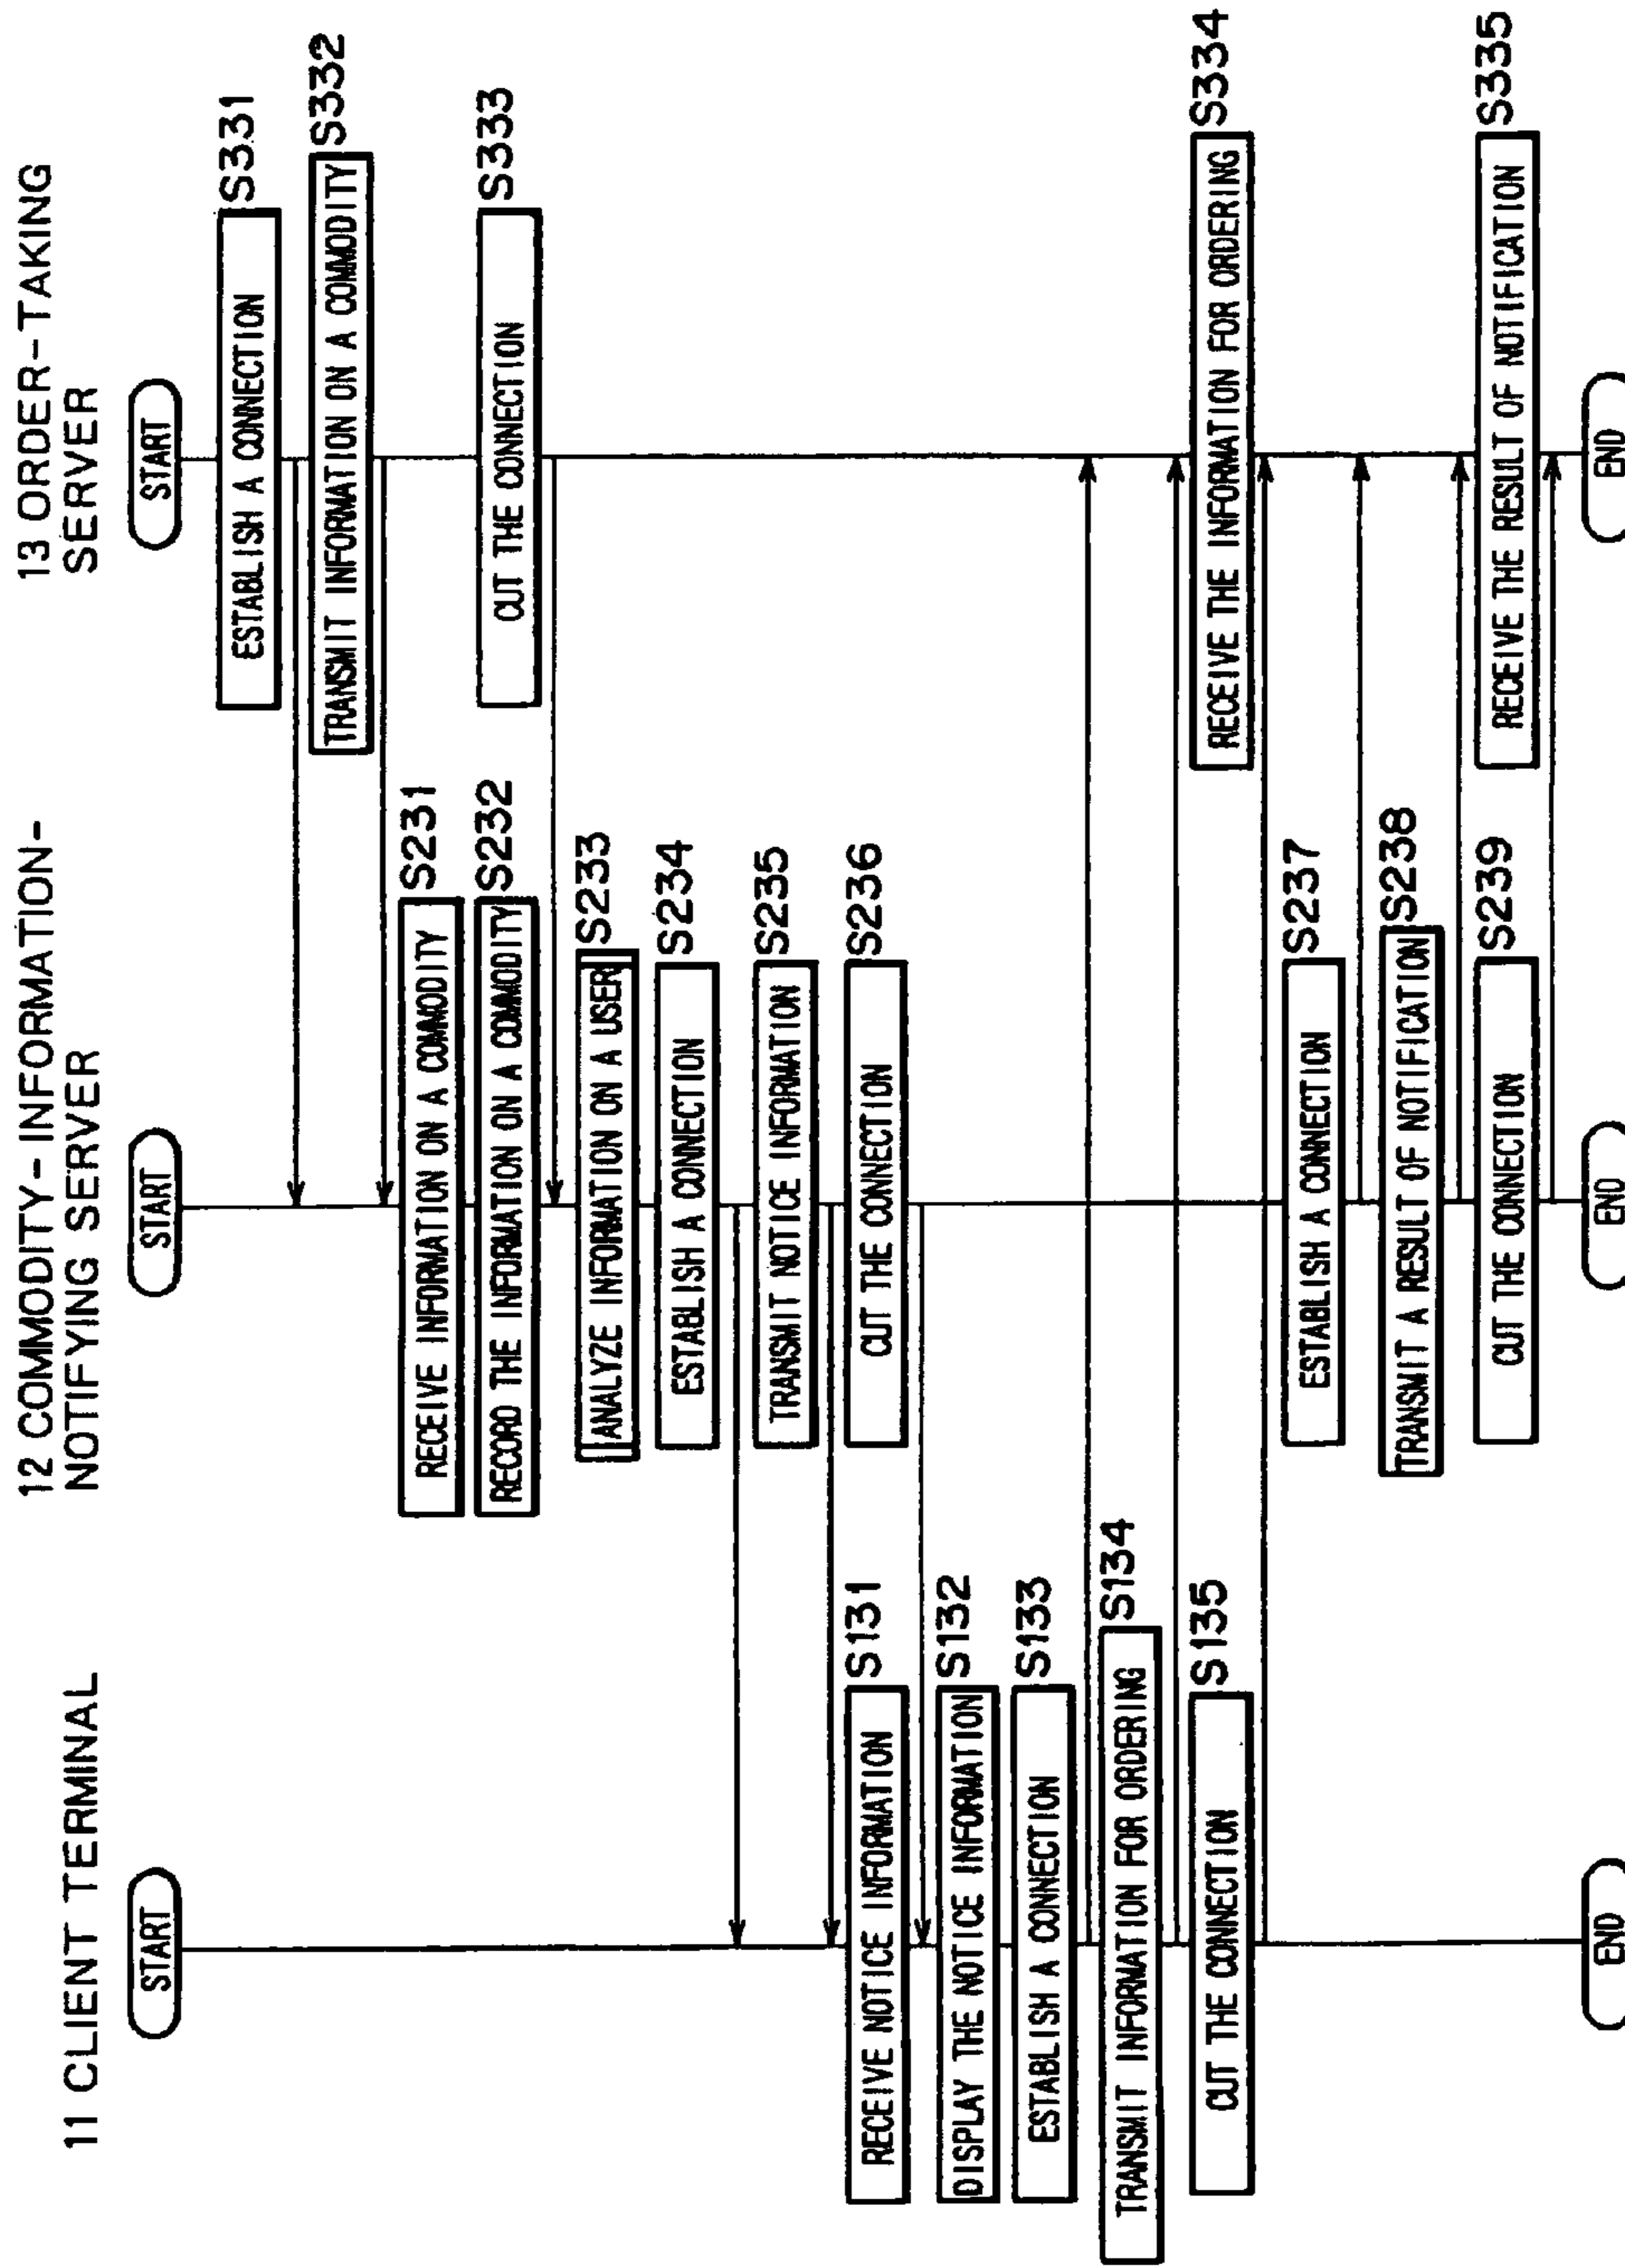 11 CLIENT TERMINAL
START
RECEIVE NOTICE INFORMATION
S131
DISPLAY THE NOTICE INFORMATION
S132
ESTABLISH A CONNECTION
S133
TRANSMIT INFORMATION FOR ORDERING
S134
CUT THE CONNECTION
S135
END
12 COMMODITY-INFORMATION-
NOTIFYING SERVER
START
RECEIVE INFORMATION ON A COMMODITY
S231
RECORD THE INFORMATION ON A COMMODITY
S232
ANALYZE INFORMATION ON A USER
S233
ESTABLISH A CONNECTION
S234
TRANSMIT NOTICE INFORMATION
S235
CUT THE CONNECTION
S236
ESTABLISH A CONNECTION
S237
TRANSMIT A RESULT OF NOTIFICATION
S238
CUT THE CONNECTION
S239
END
13 ORDER-TAKING
SERVER
START
ESTABLISH A CONNECTION
S331
TRANSMIT INFORMATION ON A COMMODITY
S332
CUT THE CONNECTION
S333
RECEIVE THE INFORMATION FOR ORDERING
S334
RECEIVE THE RESULT OF NOTIFICATION
S335
END